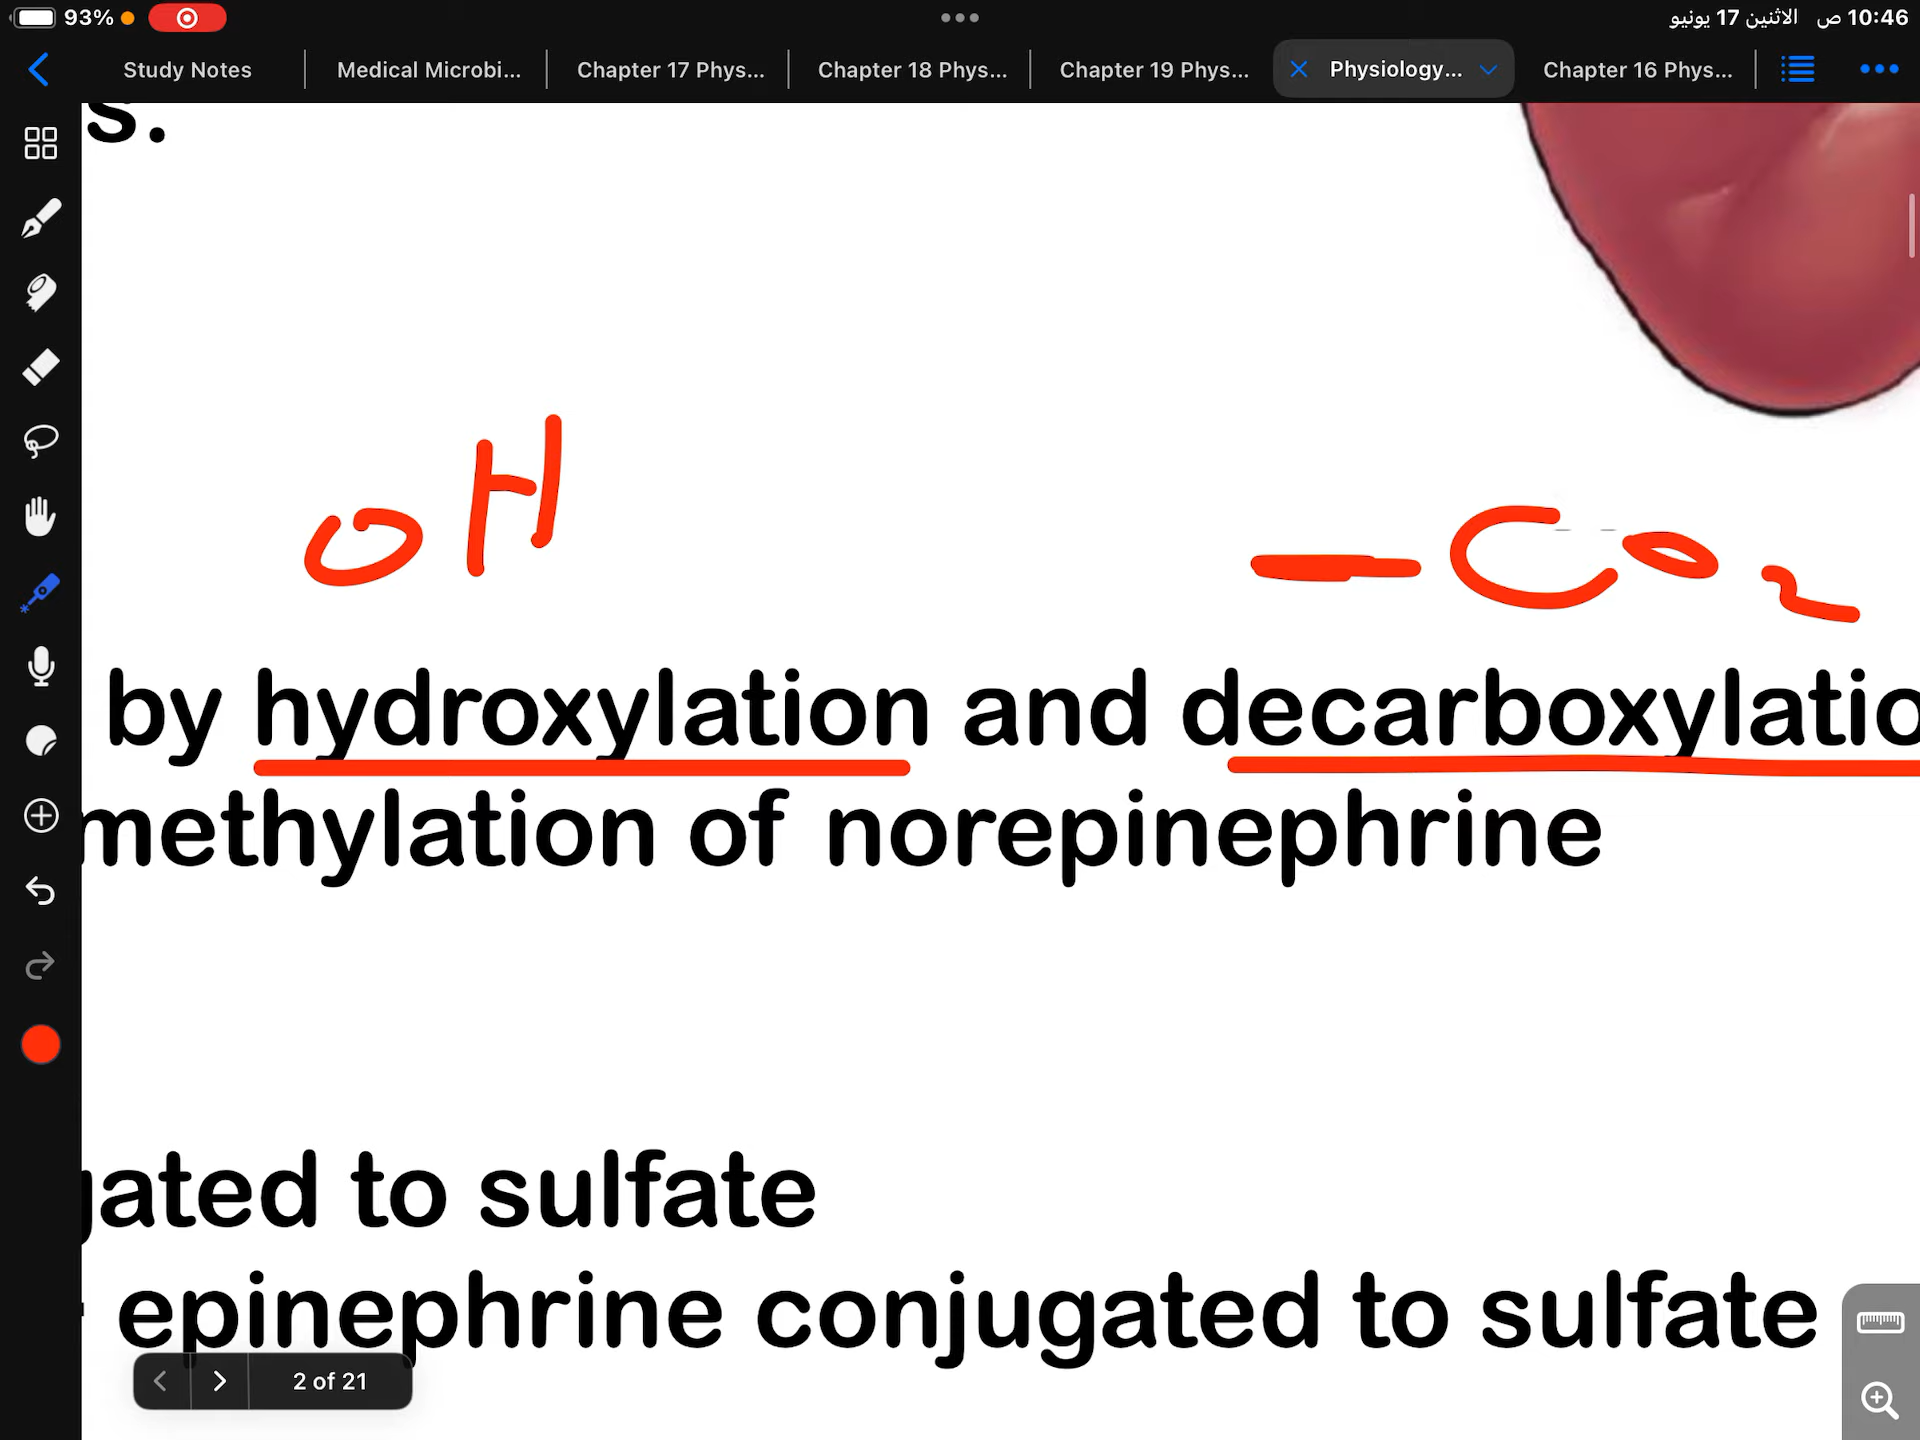 93%
10:46 ص الاثنين 17 يونيو
Study Notes
Medical Microbi...
Chapter 17 Phys...
Chapter 18 Phys...
Chapter 19 Phys...
Physiology...
Chapter 16 Phys...
s.
OH
- CO2
by hydroxylation and decarboxylatio
methylation of norepinephrine
gated to sulfate
epinephrine conjugated to sulfate
2 of 21